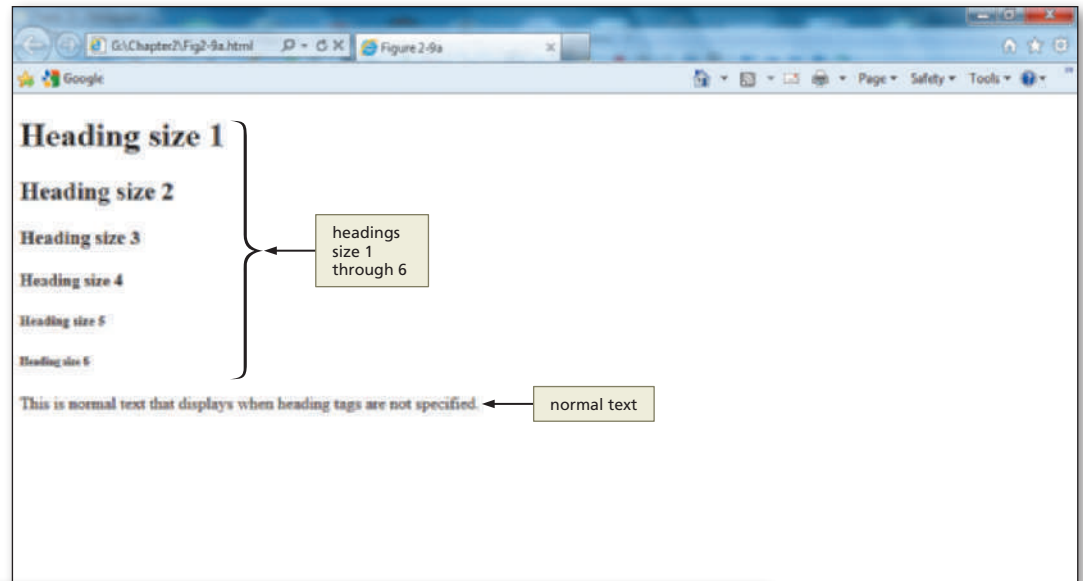 G:\Chapter2\Fig2-9a.html
Figure 2-9a
Google
Page Safety Tools
Heading size 1
Heading size 2
Heading size 3
Heading size 4
Heading size 5
Heading size 6
headings
size 1
through 6
This is normal text that displays when heading tags are not specified.
normal text